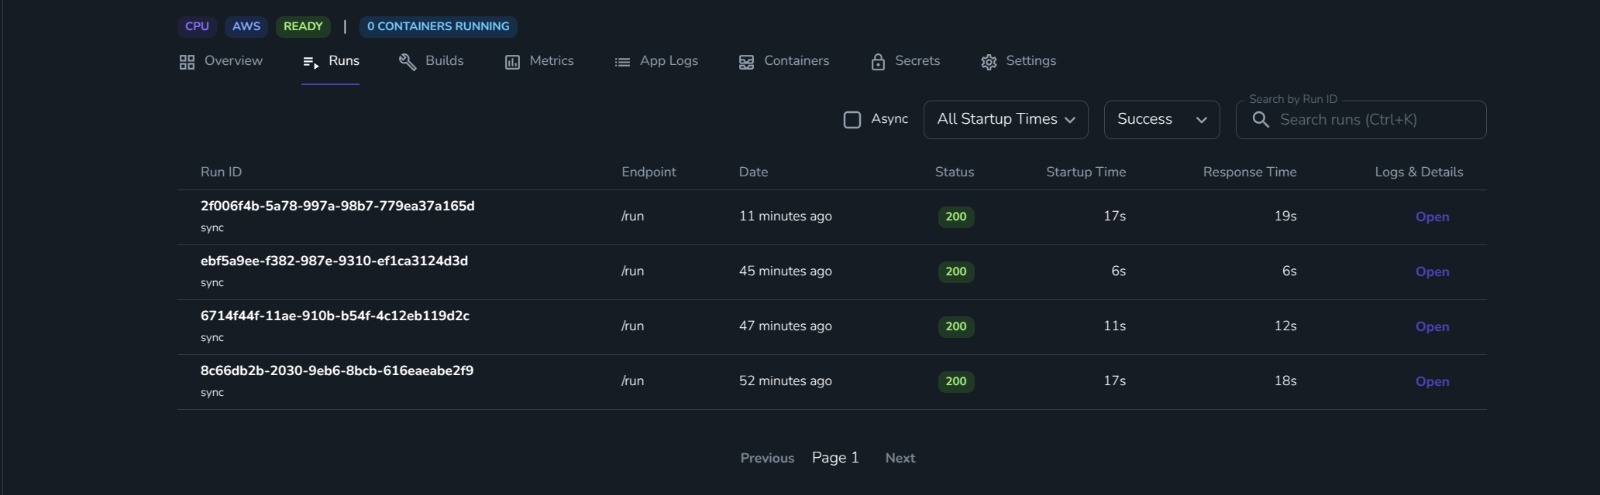 CPU AWS READY | 0 CONTAINERS RUNNING
Overview Runs Builds Metrics App Logs Containers Secrets Settings
Search by Run ID
Async All Startup Times Success Search runs (Ctrl+K)
Run ID Endpoint Date Status Startup Time Response Time Logs & Details
2f006f4b-5a78-997a-98b7-779ea37a165d /run 11 minutes ago 200 17s 19s Open
sync
ebf5a9ee-f382-987e-9310-ef1ca3124d3d /run 45 minutes ago 200 6s 6s Open
sync
6714f44f-11ae-910b-b54f-4c12eb119d2c /run 47 minutes ago 200 11s 12s Open
sync
8c66db2b-2030-9eb6-8bcb-616eaeabe2f9 /run 52 minutes ago 200 17s 18s Open
sync
Previous Page 1 Next